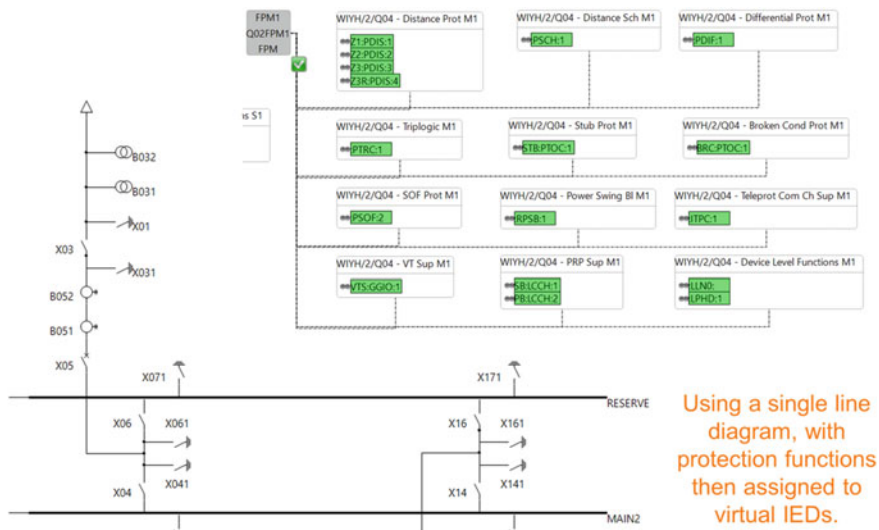 FPM1
Q02FPM1
FPM
WIYH/2/Q04 - Distance Prot M1
Z1:PDIS:1
Z2:PDIS:2
Z3:PDIS:3
Z3R:PDIS:4
WIYH/2/Q04 - Distance Sch M1
PSCH:1
WIYH/2/Q04 - Differential Prot M1
PDIF:1
ns S1
WIYH/2/Q04 - Triplogic M1
PTRC:1
WIYH/2/Q04 - Stub Prot M1
STB:PTOC:1
WIYH/2/Q04 - Broken Cond Prot M1
BRC:PTOC:1
WIYH/2/Q04 - SOF Prot M1
PSOF:2
WIYH/2/Q04 - Power Swing Bl M1
RPSB:1
WIYH/2/Q04 - Teleprot Com Ch Sup M1
ITPC:1
WIYH/2/Q04 - VT Sup M1
VTS:GGIO:1
WIYH/2/Q04 - PRP Sup M1
SB:LCCH:1
PB:LCCH:2
WIYH/2/Q04 - Device Level Functions M1
LLN0:
LPHD:1
B032
B031
X01
X03
X031
B052
B051
X05
X071
X171
RESERVE
X06
X061
X16
X161
X041
X141
X04
X14
MAIN2
Using a single line
diagram, with
protection functions
then assigned to
virtual IEDs.